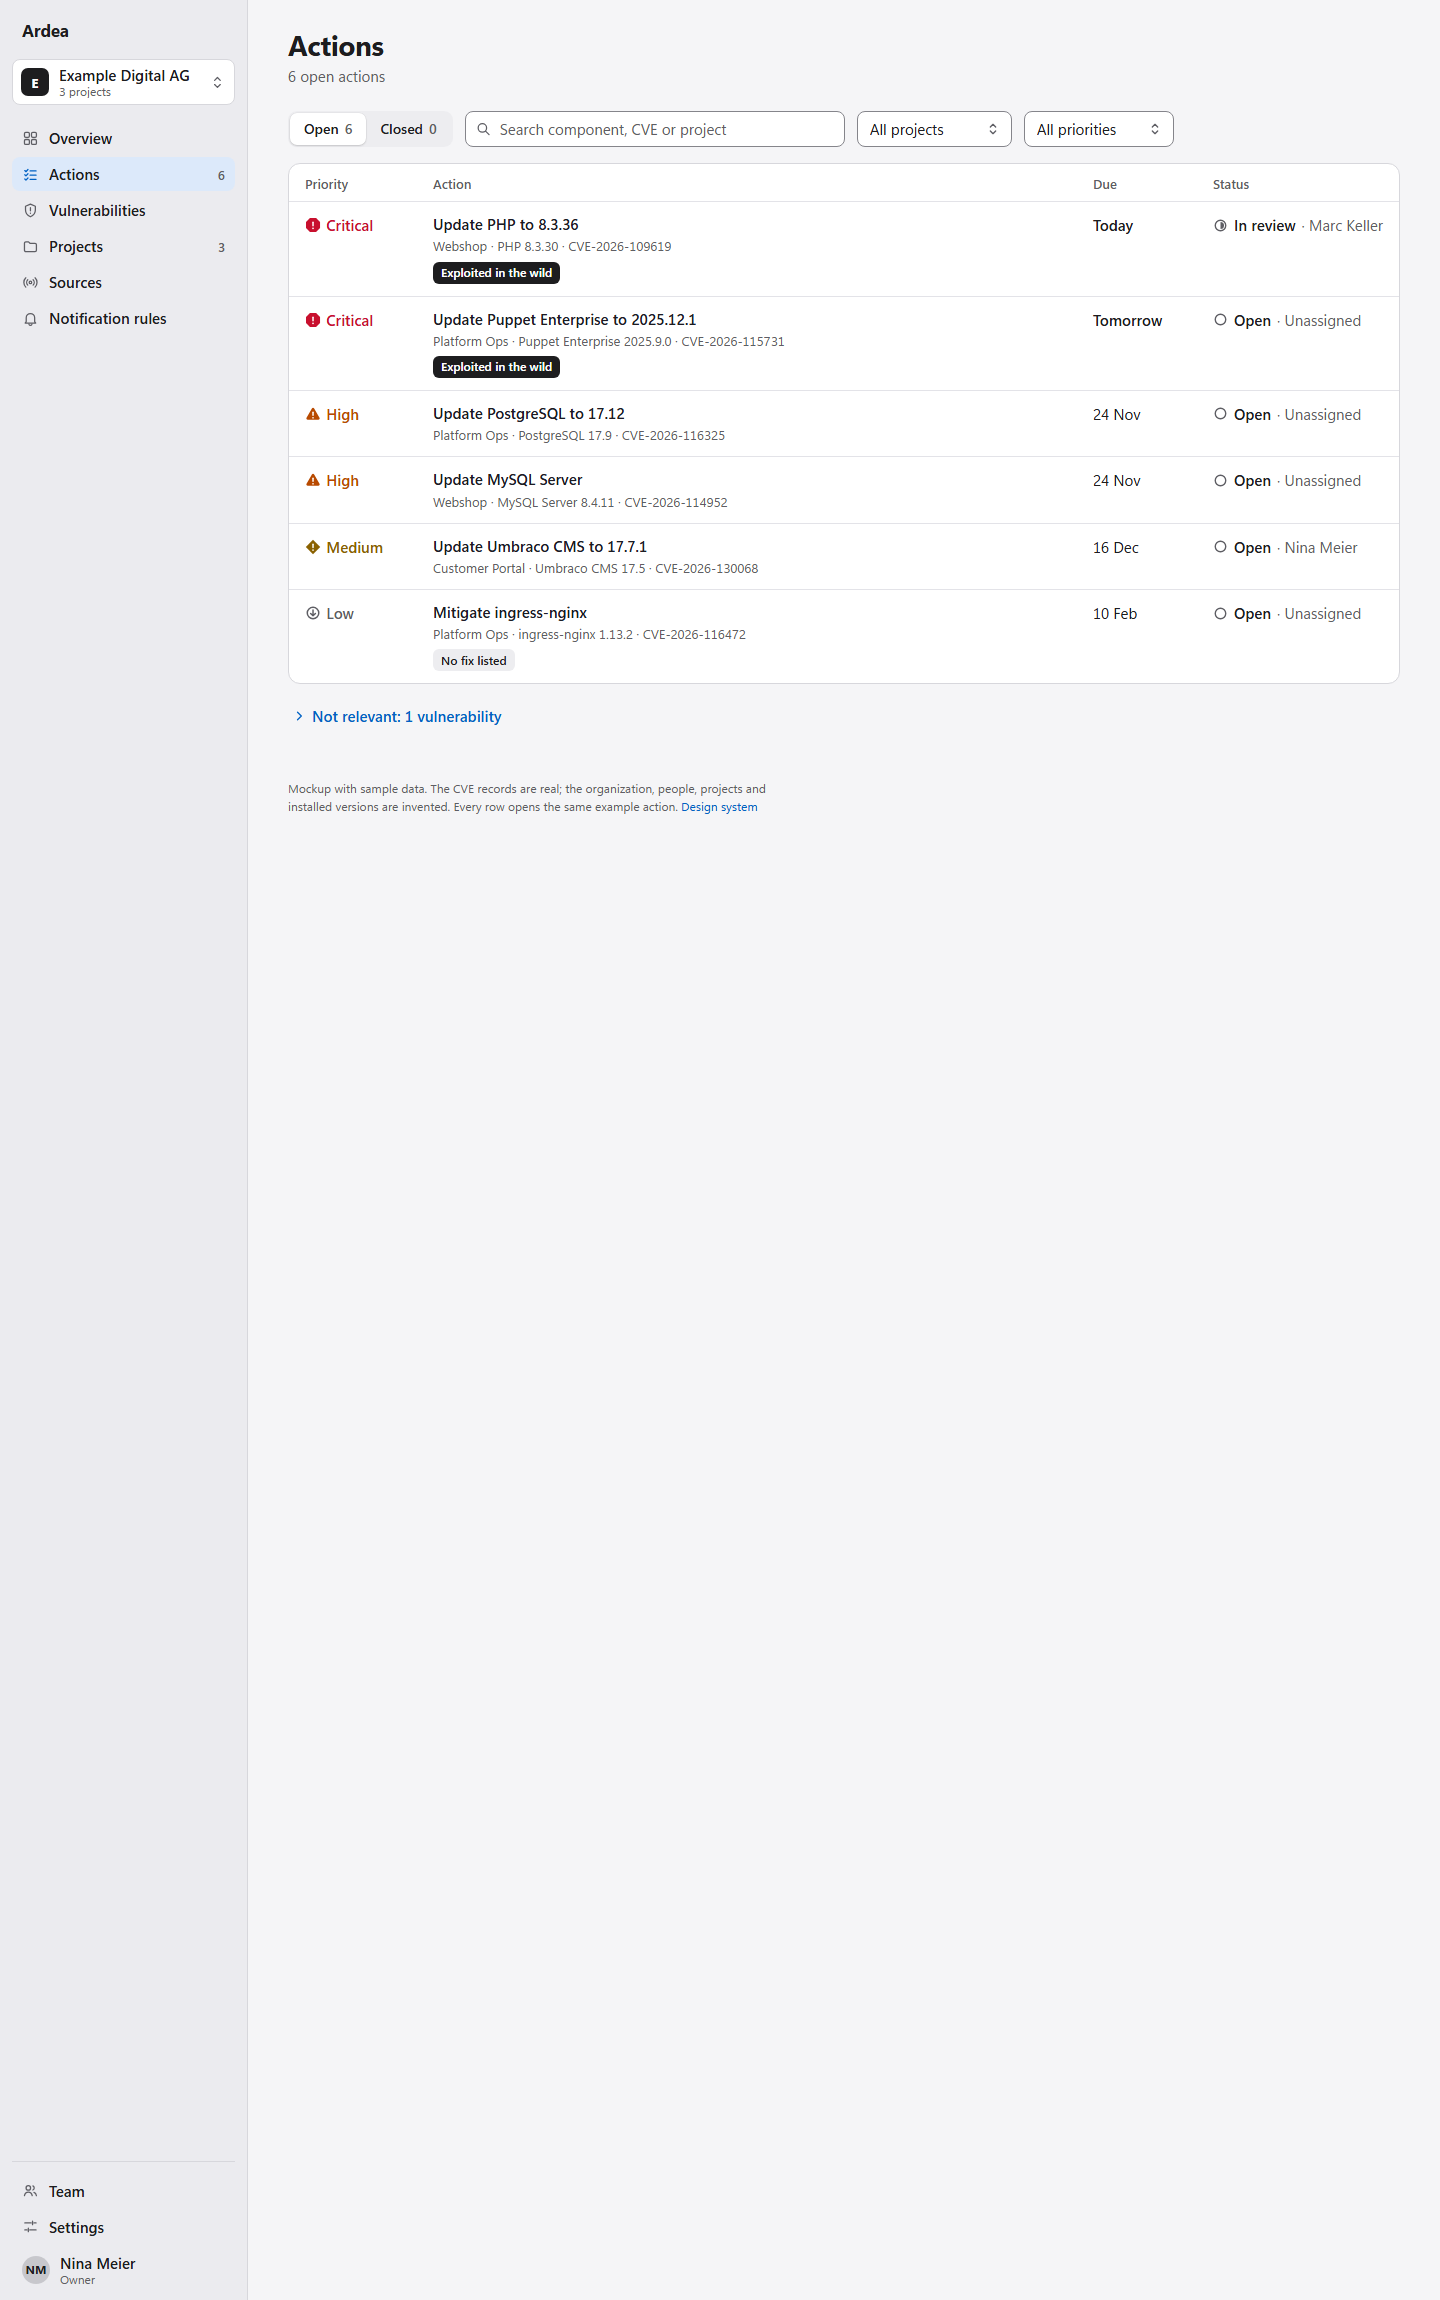 Ardea
E
Example Digital AG
3 projects
Overview
Actions 6
Vulnerabilities
Projects 3
Sources
Notification rules
Team
Settings
NM
Nina Meier
Owner
Actions
6 open actions
Open 6 Closed 0 Search component, CVE or project All projects All priorities
Priority Action Due Status
Critical Update PHP to 8.3.36 Today In review · Marc Keller
Webshop · PHP 8.3.30 · CVE-2026-109619
Exploited in the wild
Critical Update Puppet Enterprise to 2025.12.1 Tomorrow Open · Unassigned
Platform Ops · Puppet Enterprise 2025.9.0 · CVE-2026-115731
Exploited in the wild
High Update PostgreSQL to 17.12 24 Nov Open · Unassigned
Platform Ops · PostgreSQL 17.9 · CVE-2026-116325
High Update MySQL Server 24 Nov Open · Unassigned
Webshop · MySQL Server 8.4.11 · CVE-2026-114952
Medium Update Umbraco CMS to 17.7.1 16 Dec Open · Nina Meier
Customer Portal · Umbraco CMS 17.5 · CVE-2026-130068
Low Mitigate ingress-nginx 10 Feb Open · Unassigned
Platform Ops · ingress-nginx 1.13.2 · CVE-2026-116472
No fix listed
Not relevant: 1 vulnerability
Mockup with sample data. The CVE records are real; the organization, people, projects and
installed versions are invented. Every row opens the same example action. Design system